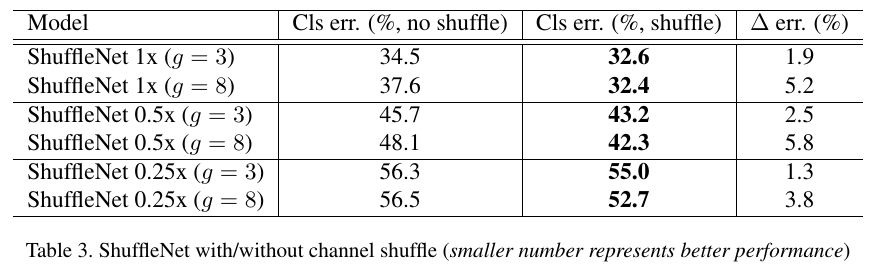 Model Cls err. (%, no shuffle) Cls err. (%, shuffle) Δ err. (%)
ShuffleNet 1x (g = 3) 34.5 32.6 1.9
ShuffleNet 1x (g = 8) 37.6 32.4 5.2
ShuffleNet 0.5x (g = 3) 45.7 43.2 2.5
ShuffleNet 0.5x (g = 8) 48.1 42.3 5.8
ShuffleNet 0.25x (g = 3) 56.3 55.0 1.3
ShuffleNet 0.25x (g = 8) 56.5 52.7 3.8
Table 3. ShuffleNet with/without channel shuffle (smaller number represents better performance)